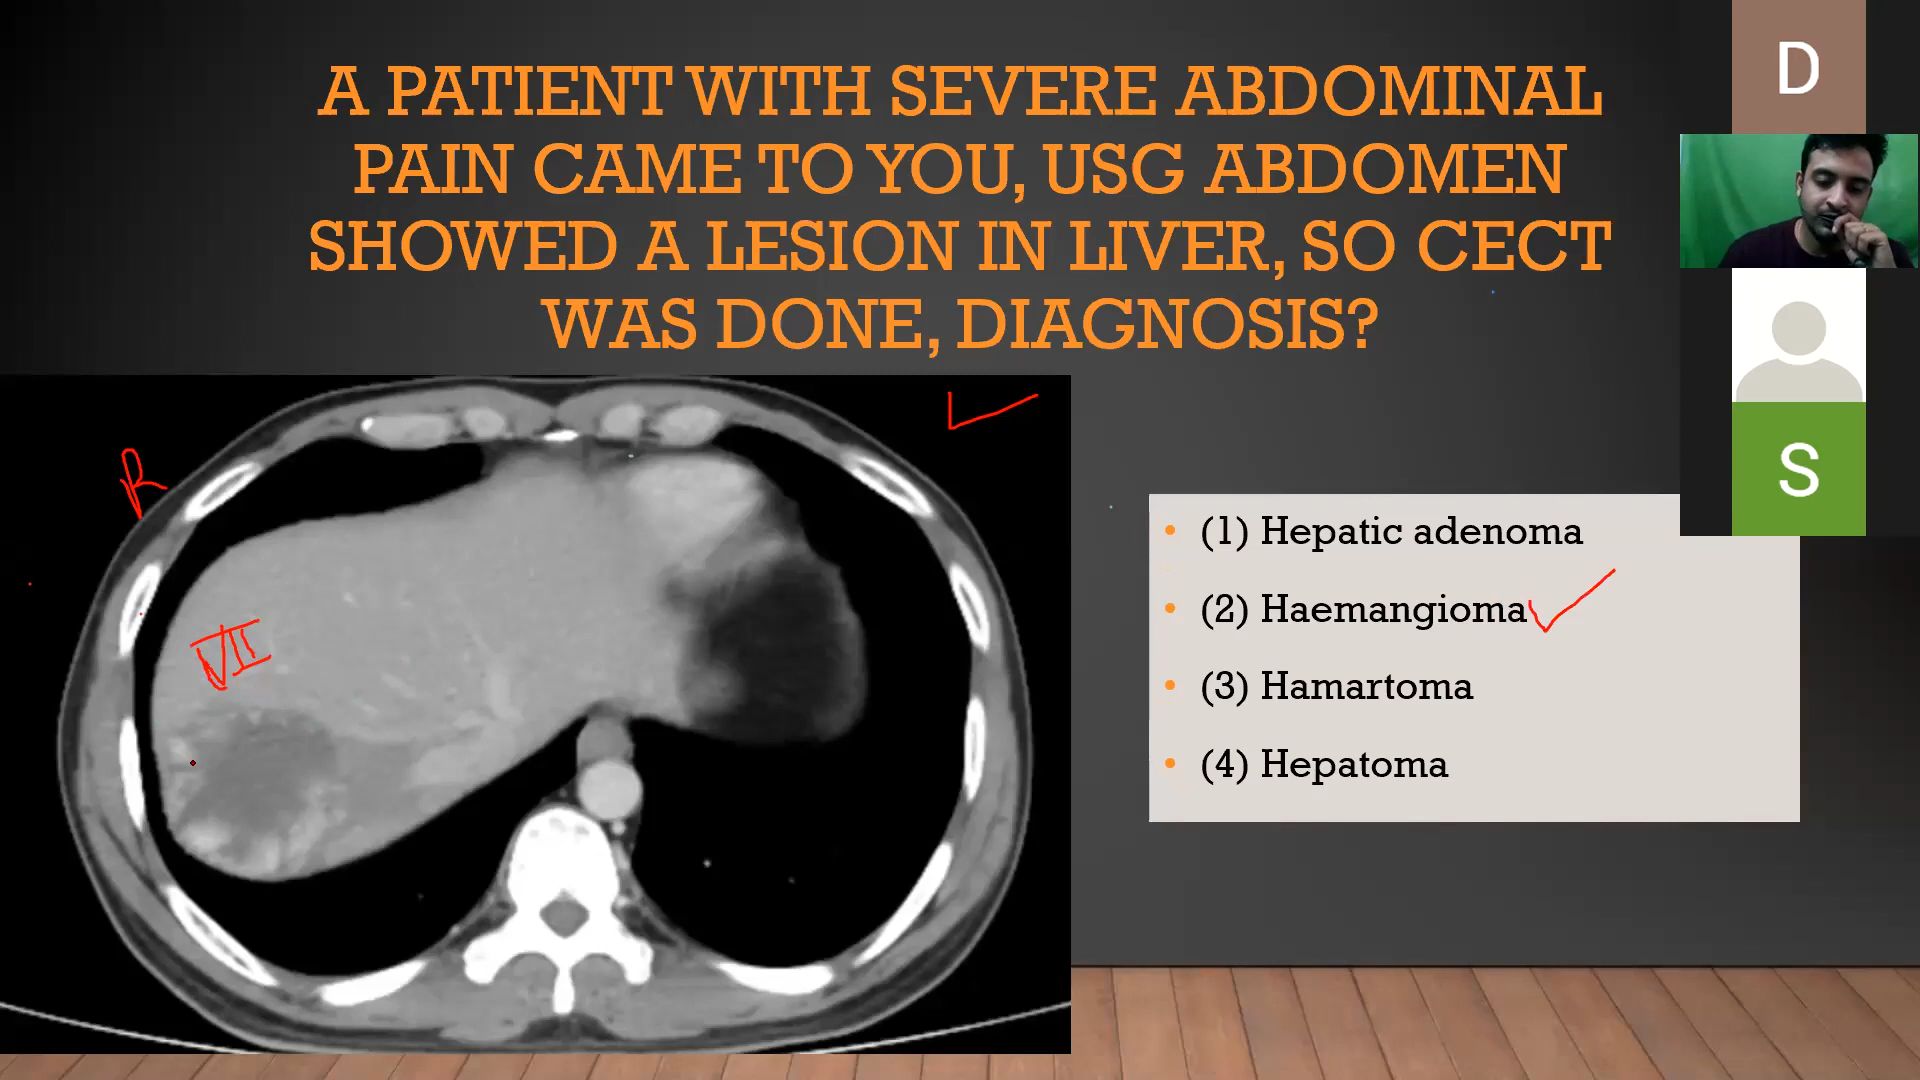 A PATIENT WITH SEVERE ABDOMINAL
PAIN CAME TO YOU, USG ABDOMEN
SHOWED A LESION IN LIVER, SO CECT
WAS DONE, DIAGNOSIS?
D
S
R
VII
• (1) Hepatic adenoma
• (2) Haemangioma
• (3) Hamartoma
• (4) Hepatoma